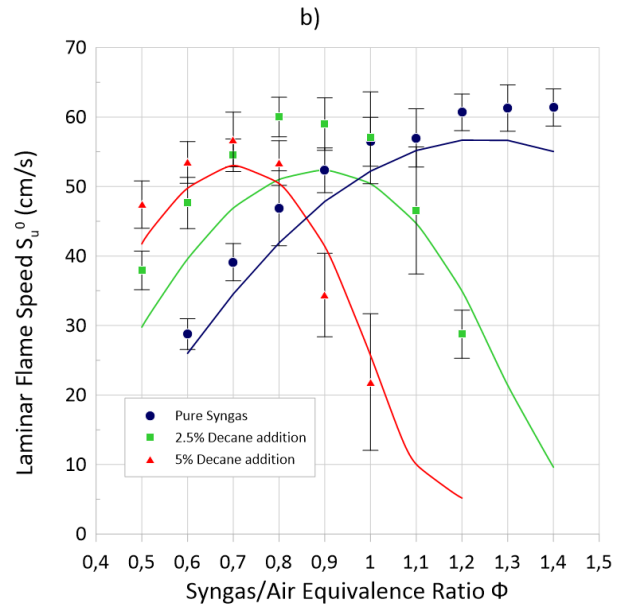 b)
Laminar Flame Speed Sᵤ⁰ (cm/s)
70
60
50
40
30
20
10
0
Pure Syngas
2.5% Decane addition
5% Decane addition
0,4 0,5 0,6 0,7 0,8 0,9 1 1,1 1,2 1,3 1,4 1,5
Syngas/Air Equivalence Ratio Φ